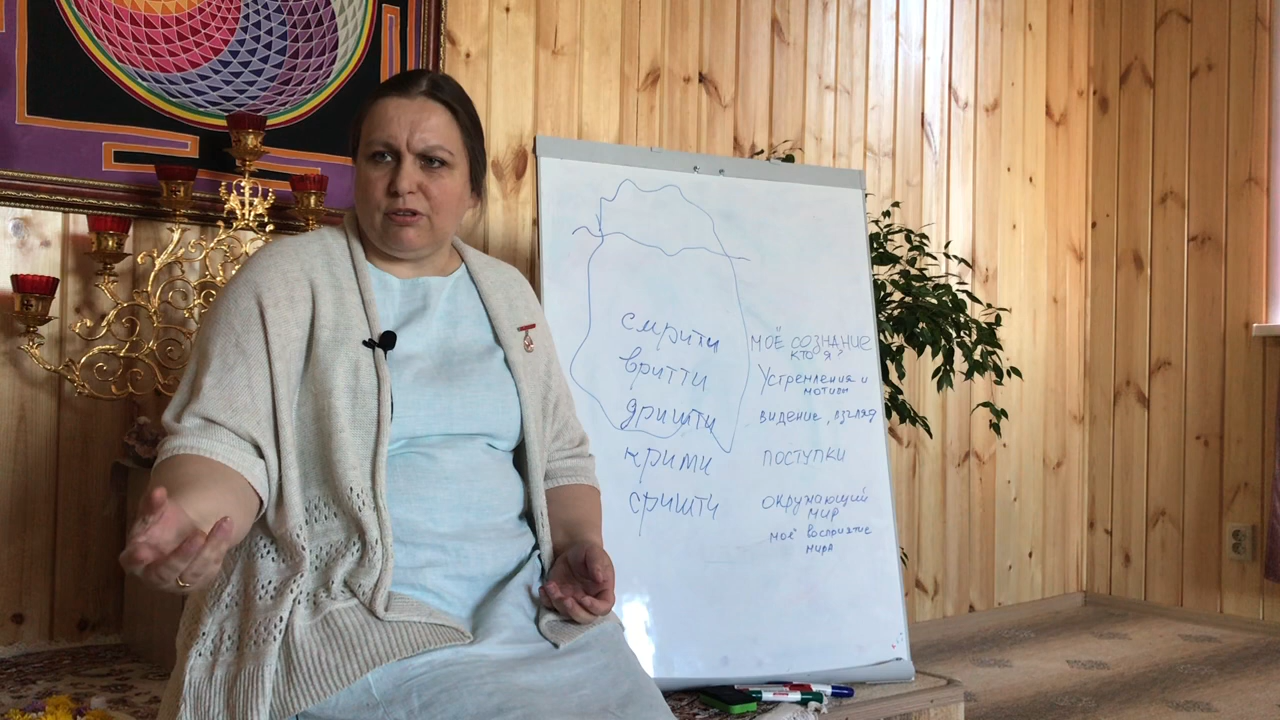 смрити
моё сознание
кто я?
вритти
Устремления и
мотивы
дришти
видение, взгляд
крити
поступки
сришти
окружающий
мир
моё восприятие
мира